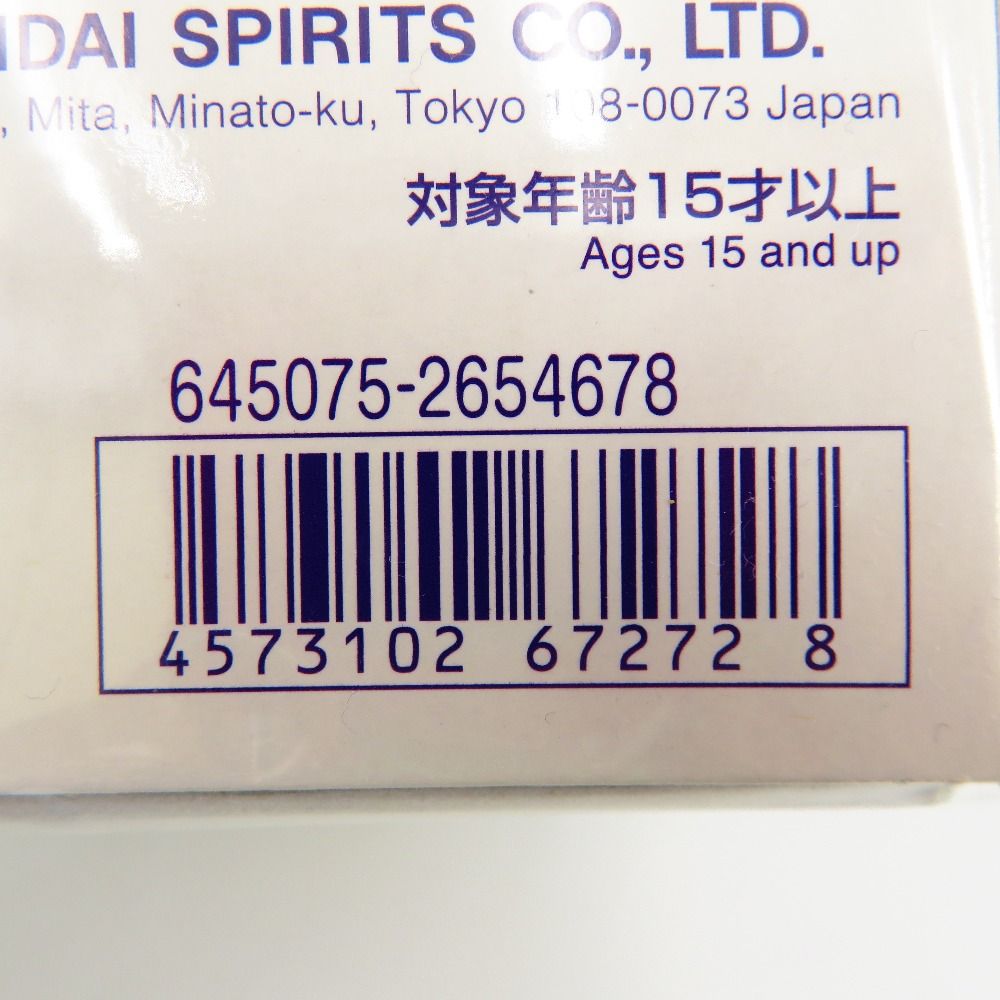 NDAI SPIRITS CO., LTD.
, Mita, Minato-ku, Tokyo 108-0073 Japan
対象年齢15才以上
Ages 15 and up
645075-2654678
4573102 67272 8